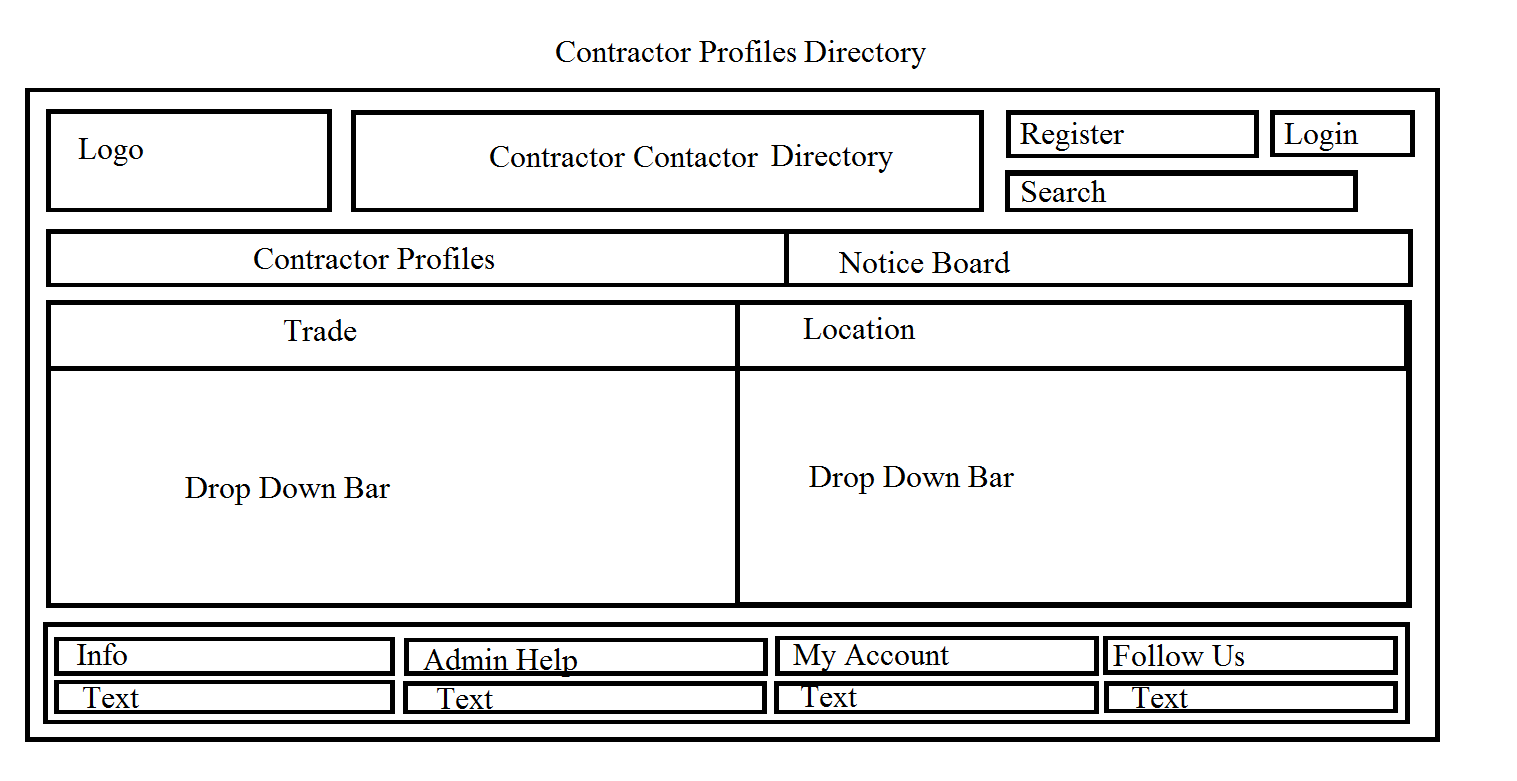 Contractor Profiles Directory
Logo
Contractor Contactor Directory
Register
Login
Search
Contractor Profiles
Notice Board
Trade
Location
Drop Down Bar
Drop Down Bar
Info
Admin Help
My Account
Follow Us
Text
Text
Text
Text